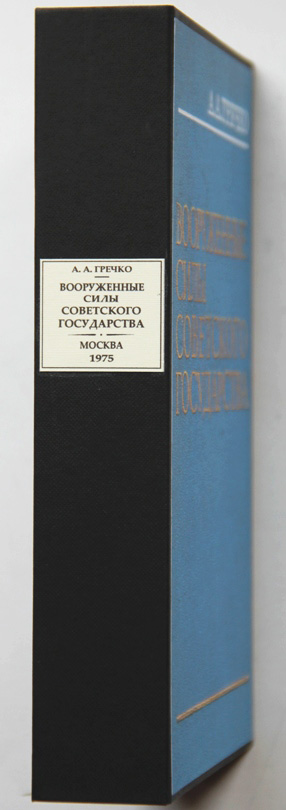 А. А. ГРЕЧКО
ВООРУЖЕННЫЕ
СИЛЫ
СОВЕТСКОГО
ГОСУДАРСТВА
МОСКВА
1975
А.А.ГРЕЧКО
ВООРУЖЕННЫЕ
СИЛЫ
СОВЕТСКОГО
ГОСУДАРСТВА